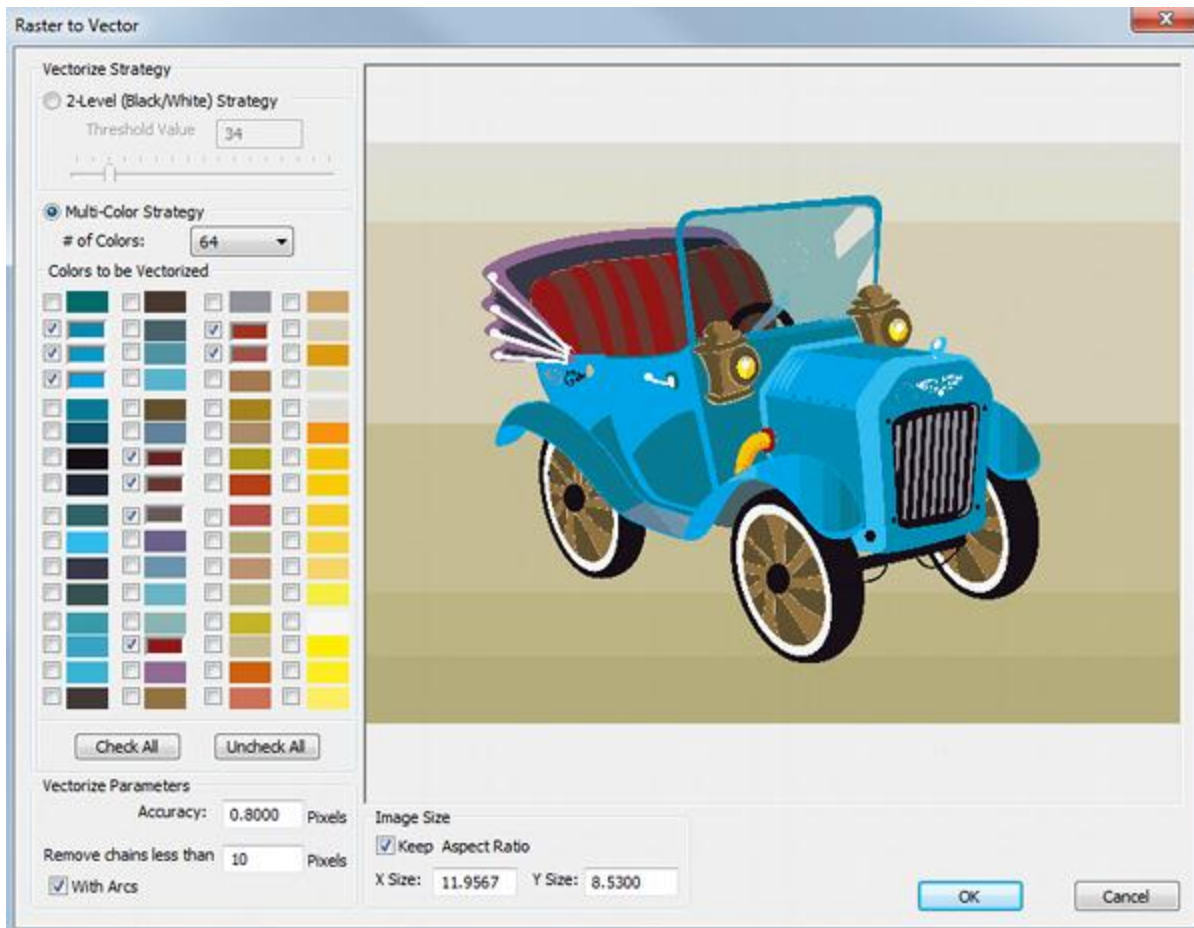 Raster to Vector
Vectorize Strategy
2-Level (Black/White) Strategy
Threshold Value 34
Multi-Color Strategy
# of Colors: 64
Colors to be Vectorized
Check All Uncheck All
Vectorize Parameters
Accuracy: 0.8000 Pixels
Remove chains less than 10 Pixels
With Arcs
Image Size
Keep Aspect Ratio
X Size: 11.9567 Y Size: 8.5300
OK Cancel